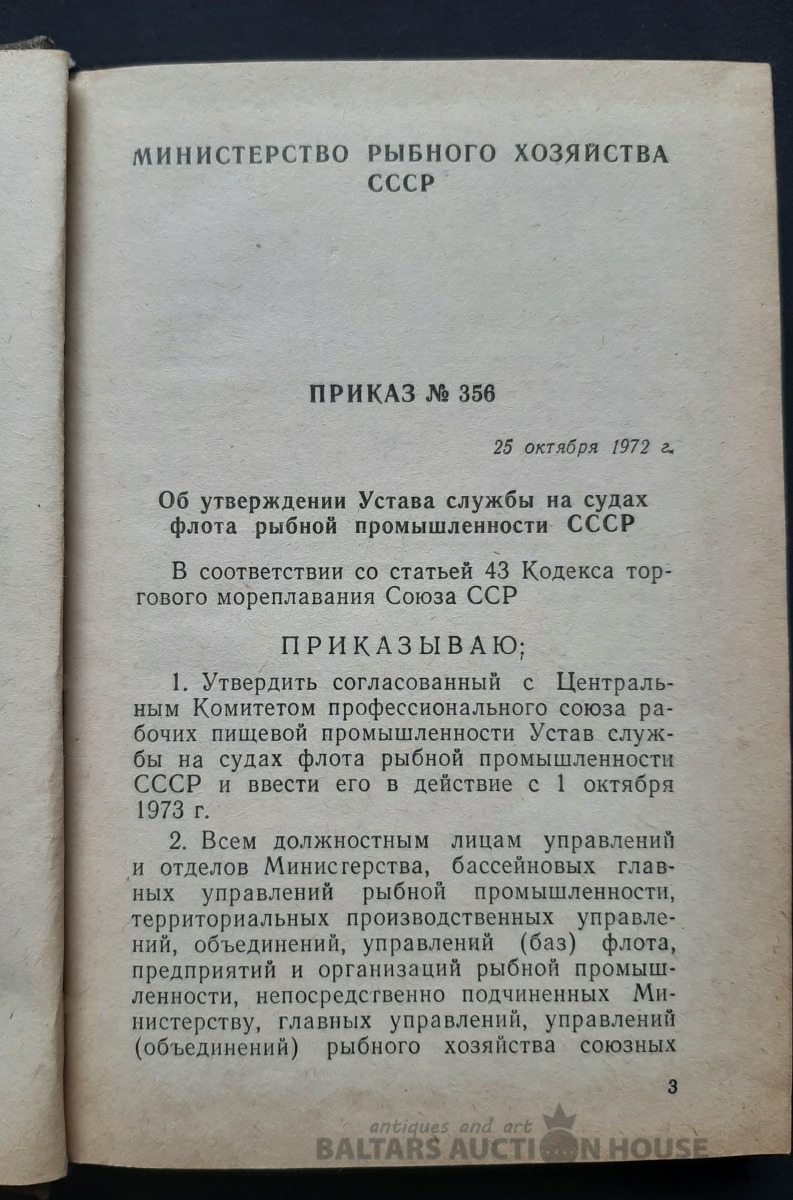 МИНИСТЕРСТВО РЫБНОГО ХОЗЯЙСТВА
СССР
ПРИКАЗ № 356
25 октября 1972 г.
Об утверждении Устава службы на судах
флота рыбной промышленности СССР
В соответствии со статьей 43 Кодекса тор-
гового мореплавания Союза ССР
ПРИКАЗЫВАЮ:
1. Утвердить согласованный с Централь-
ным Комитетом профессионального союза ра-
бочих пищевой промышленности Устав служ-
бы на судах флота рыбной промышленности
СССР и ввести его в действие с 1 октября
1973 г.
2. Всем должностным лицам управлений
и отделов Министерства, бассейновых глав-
ных управлений рыбной промышленности,
территориальных производственных управле-
ний, объединений, управлений (баз) флота,
предприятий и организаций рыбной промыш-
ленности, непосредственно подчиненных Ми-
нистерству, главных управлений, управлений
(объединений) рыбного хозяйства союзных
3
antiques and art
BALTARS AUCTION HOUSE